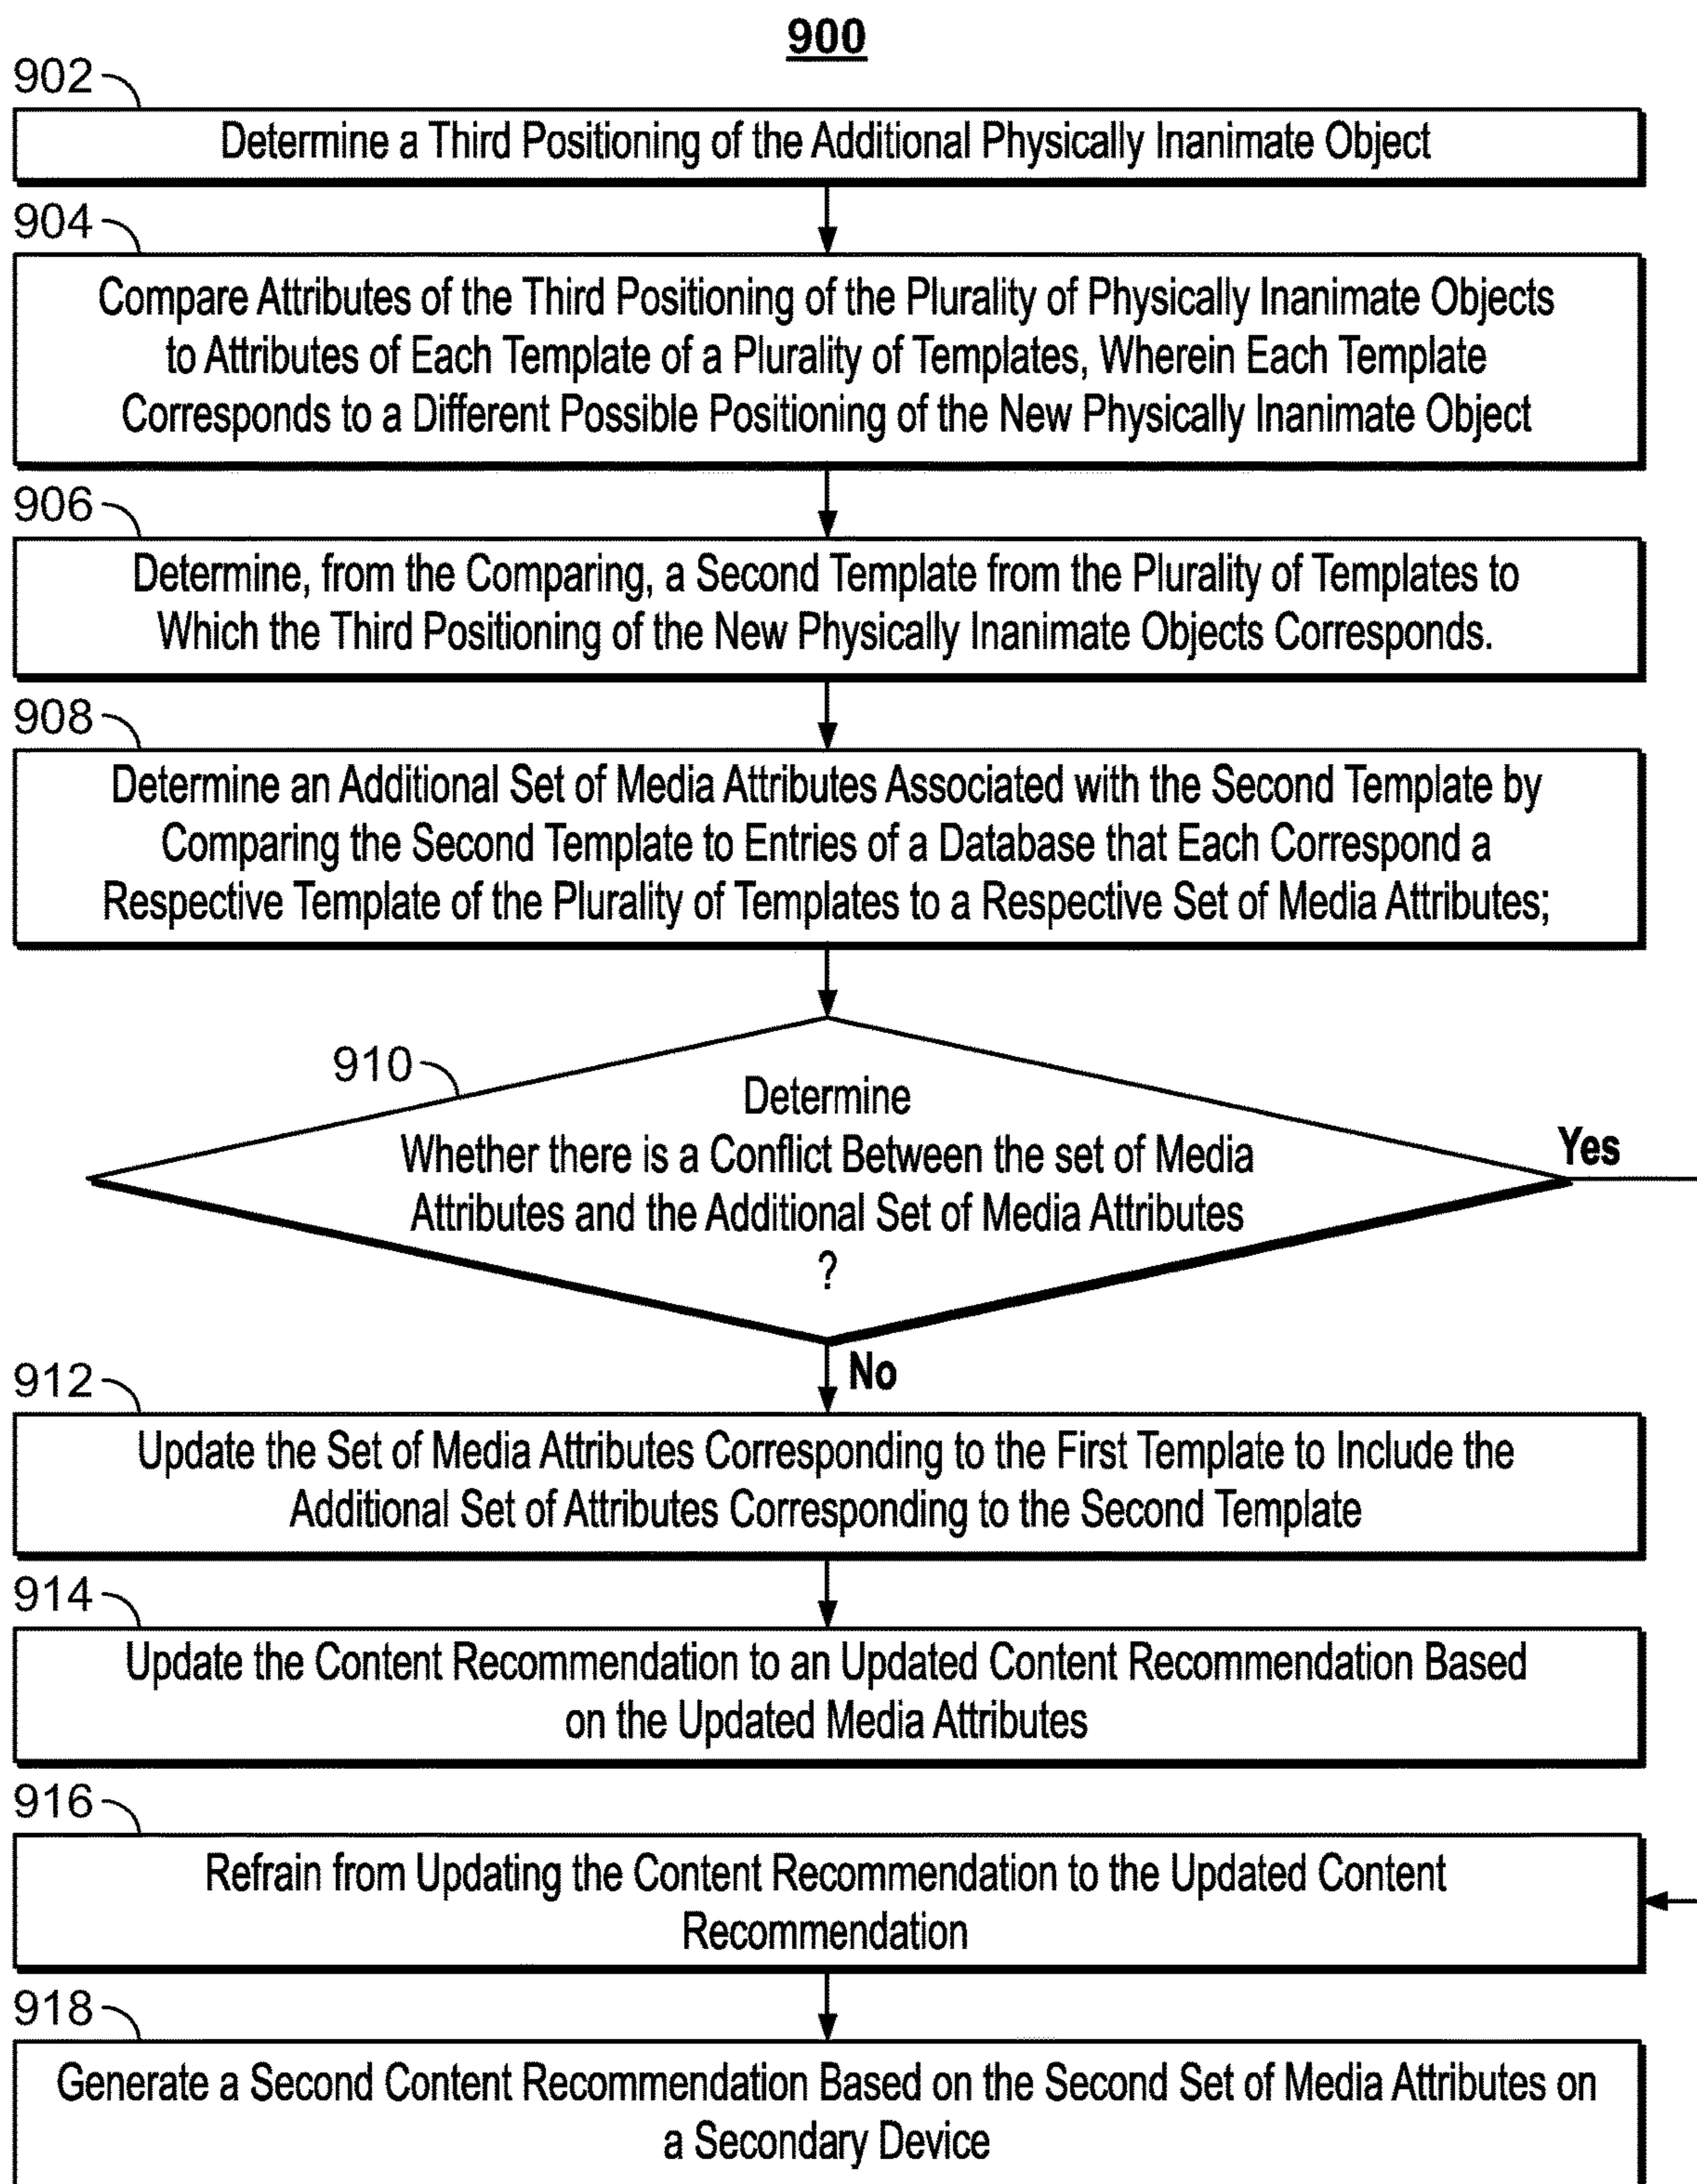 900
902
Determine a Third Positioning of the Additional Physically Inanimate Object
904
Compare Attributes of the Third Positioning of the Plurality of Physically Inanimate Objects
to Attributes of Each Template of a Plurality of Templates, Wherein Each Template
Corresponds to a Different Possible Positioning of the New Physically Inanimate Object
906
Determine, from the Comparing, a Second Template from the Plurality of Templates to
Which the Third Positioning of the New Physically Inanimate Objects Corresponds.
908
Determine an Additional Set of Media Attributes Associated with the Second Template by
Comparing the Second Template to Entries of a Database that Each Correspond a
Respective Template of the Plurality of Templates to a Respective Set of Media Attributes;
910
Determine
Whether there is a Conflict Between the set of Media
Attributes and the Additional Set of Media Attributes
?
Yes
No
912
Update the Set of Media Attributes Corresponding to the First Template to Include the
Additional Set of Attributes Corresponding to the Second Template
914
Update the Content Recommendation to an Updated Content Recommendation Based
on the Updated Media Attributes
916
Refrain from Updating the Content Recommendation to the Updated Content
Recommendation
918
Generate a Second Content Recommendation Based on the Second Set of Media Attributes on
a Secondary Device